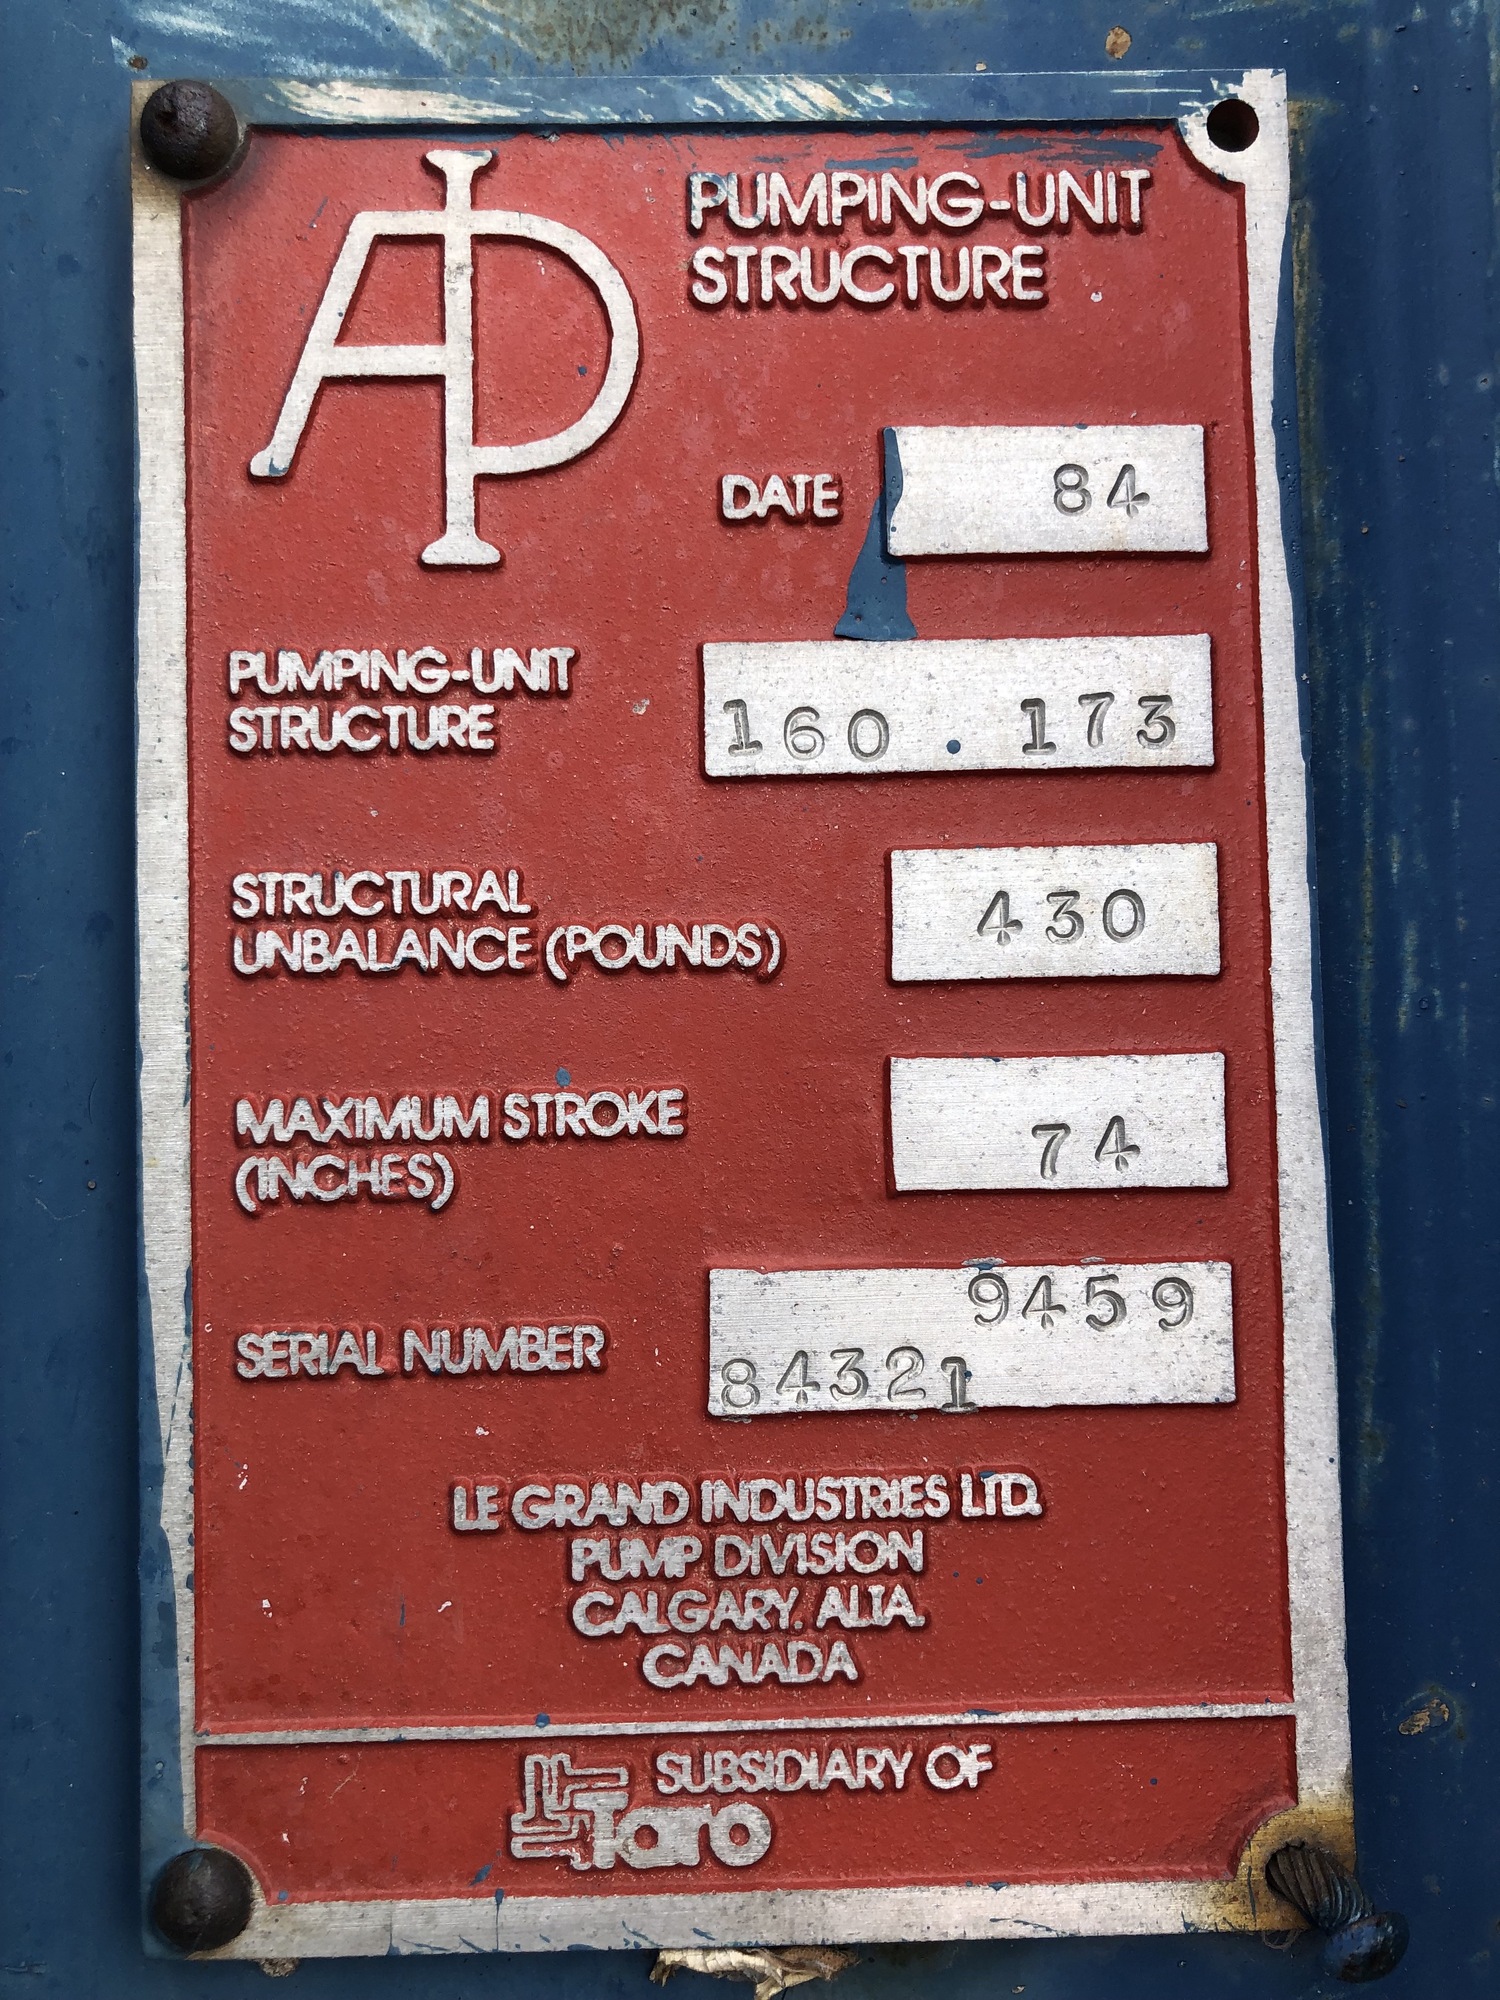 API
PUMPING-UNIT
STRUCTURE
DATE 84
PUMPING-UNIT
STRUCTURE
160 . 173
STRUCTURAL
UNBALANCE (POUNDS)
430
MAXIMUM STROKE
(INCHES)
74
SERIAL NUMBER
9459
84321
LE GRAND INDUSTRIES LTD.
PUMP DIVISION
CALGARY, ALTA.
CANADA
SUBSIDIARY OF
Taro